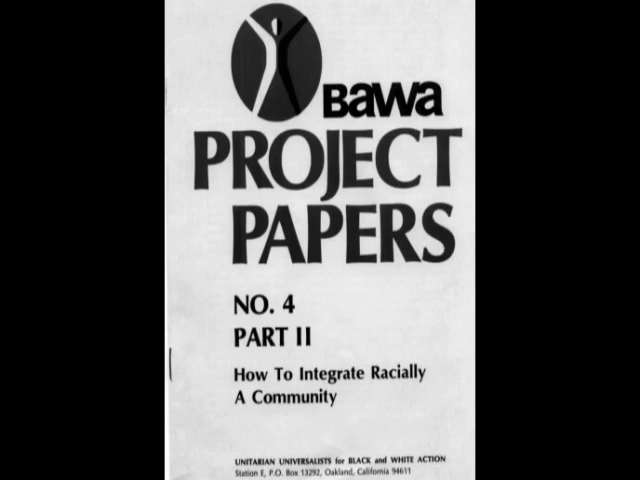 BaWa
PROJECT
PAPERS
NO. 4
PART II
How To Integrate Racially
A Community
UNITARIAN UNIVERSALISTS for BLACK and WHITE ACTION
Station E, P.O. Box 13292, Oakland, California 94611